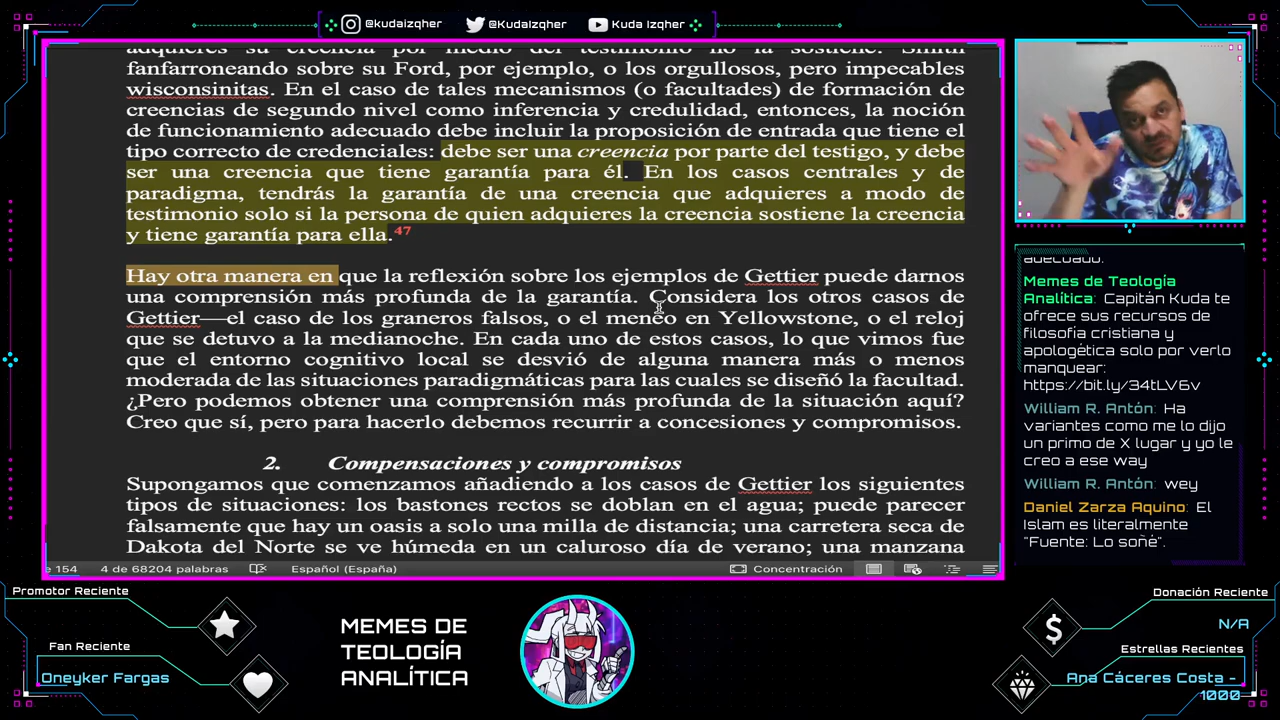 @kudaizqher
@KudaIzqher
Kuda Izqher
adquieres su creencia por medio del testimonio no la sostiene. Smith
fanfarroneando sobre su Ford, por ejemplo, o los orgullosos, pero impecables
wisconsinitas. En el caso de tales mecanismos (o facultades) de formación de
creencias de segundo nivel como inferencia y credulidad, entonces, la noción
de funcionamiento adecuado debe incluir la proposición de entrada que tiene el
tipo correcto de credenciales: debe ser una creencia por parte del testigo, y debe
ser una creencia que tiene garantía para él. En los casos centrales y de
paradigma, tendrás la garantía de una creencia que adquieres a modo de
testimonio solo si la persona de quien adquieres la creencia sostiene la creencia
y tiene garantía para ella.47
Hay otra manera en que la reflexión sobre los ejemplos de Gettier puede darnos
una comprensión más profunda de la garantía. Considera los otros casos de
Gettier—el caso de los graneros falsos, o el meneo en Yellowstone, o el reloj
que se detuvo a la medianoche. En cada uno de estos casos, lo que vimos fue
que el entorno cognitivo local se desvió de alguna manera más o menos
moderada de las situaciones paradigmáticas para las cuales se diseñó la facultad.
¿Pero podemos obtener una comprensión más profunda de la situación aquí?
Creo que sí, pero para hacerlo debemos recurrir a concesiones y compromisos.
2. Compensaciones y compromisos
Supongamos que comenzamos añadiendo a los casos de Gettier los siguientes
tipos de situaciones: los bastones rectos se doblan en el agua; puede parecer
falsamente que hay un oasis a solo una milla de distancia; una carretera seca de
Dakota del Norte se ve húmeda en un caluroso día de verano; una manzana
e 154 4 de 68204 palabras Español (España) Concentración
adecuado.
Memes de Teología
Analítica: Capitán Kuda te
ofrece sus recursos de
filosofía cristiana y
apologética solo por verlo
manquear:
https://bit.ly/34tLV6v
William R. Antón: Ha
variantes como me lo dijo
un primo de X lugar y yo le
creo a ese way
William R. Antón: wey
Daniel Zarza Aquino: El
Islam es literalmente
"Fuente: Lo soñé".
Promotor Reciente
Fan Reciente
Oneyker Fargas
MEMES DE
TEOLOGÍA
ANALÍTICA
Donación Reciente
N/A
Estrellas Recientes
Ana Cáceres Costa -
1000